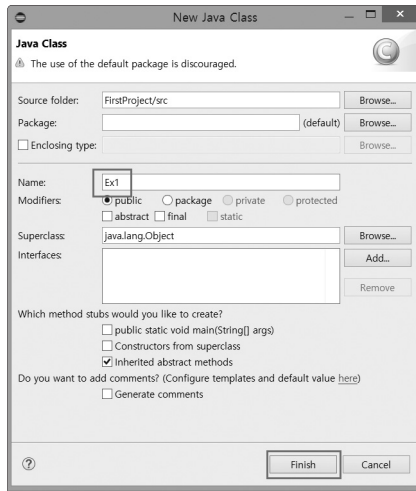 New Java Class
Java Class
The use of the default package is discouraged.
Source folder: FirstProject/src Browse...
Package: (default) Browse...
Enclosing type: Browse...
Name: Ex1
Modifiers: public package private protected
abstract final static
Superclass: java.lang.Object Browse...
Interfaces: Add...
Remove
Which method stubs would you like to create?
public static void main(String[] args)
Constructors from superclass
Inherited abstract methods
Do you want to add comments? (Configure templates and default value here)
Generate comments
Finish Cancel